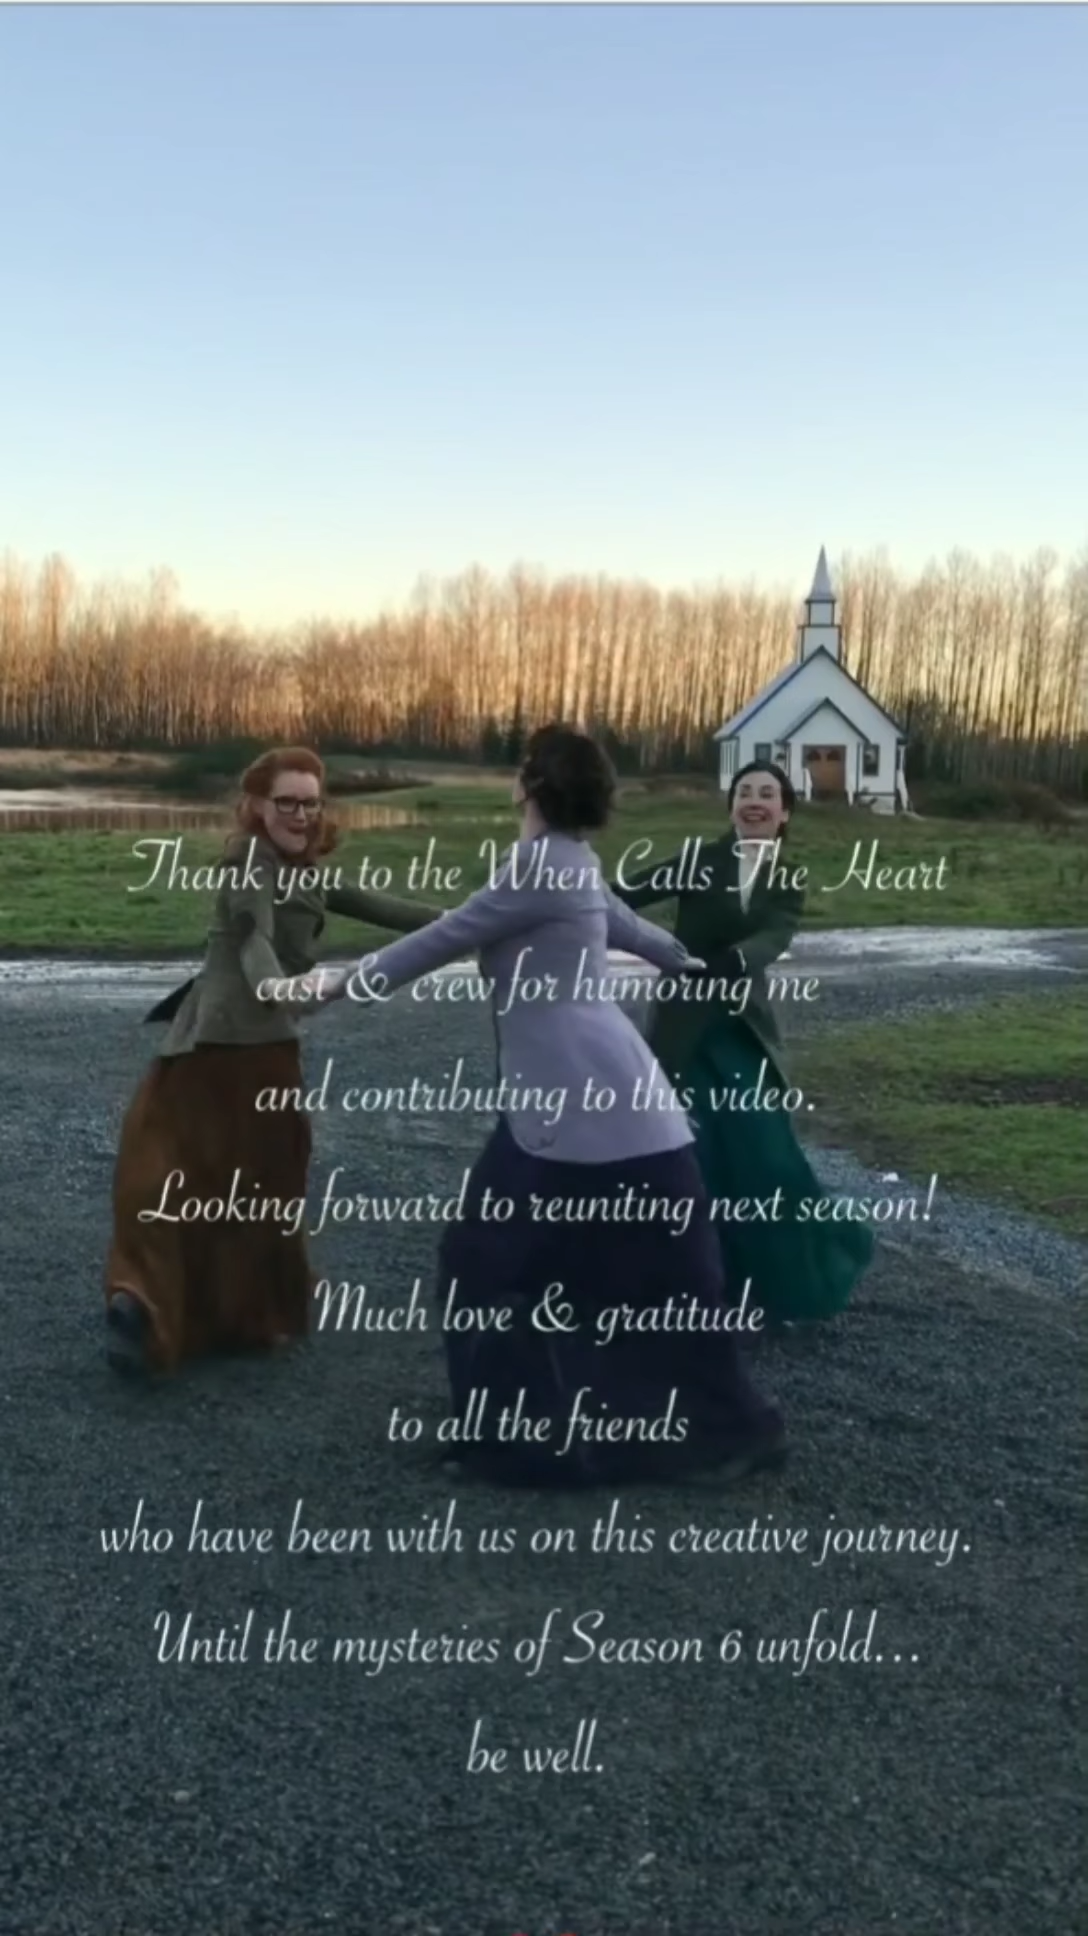 Thank you to the When Calls The Heart
cast & crew for humoring me
and contributing to this video.
Looking forward to reuniting next season!
Much love & gratitude
to all the friends
who have been with us on this creative journey.
Until the mysteries of Season 6 unfold...
be well.